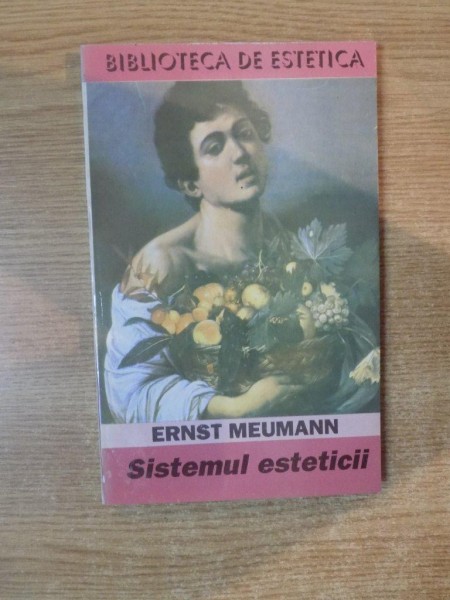 BIBLIOTECA DE ESTETICA
ERNST MEUMANN
Sistemul esteticii